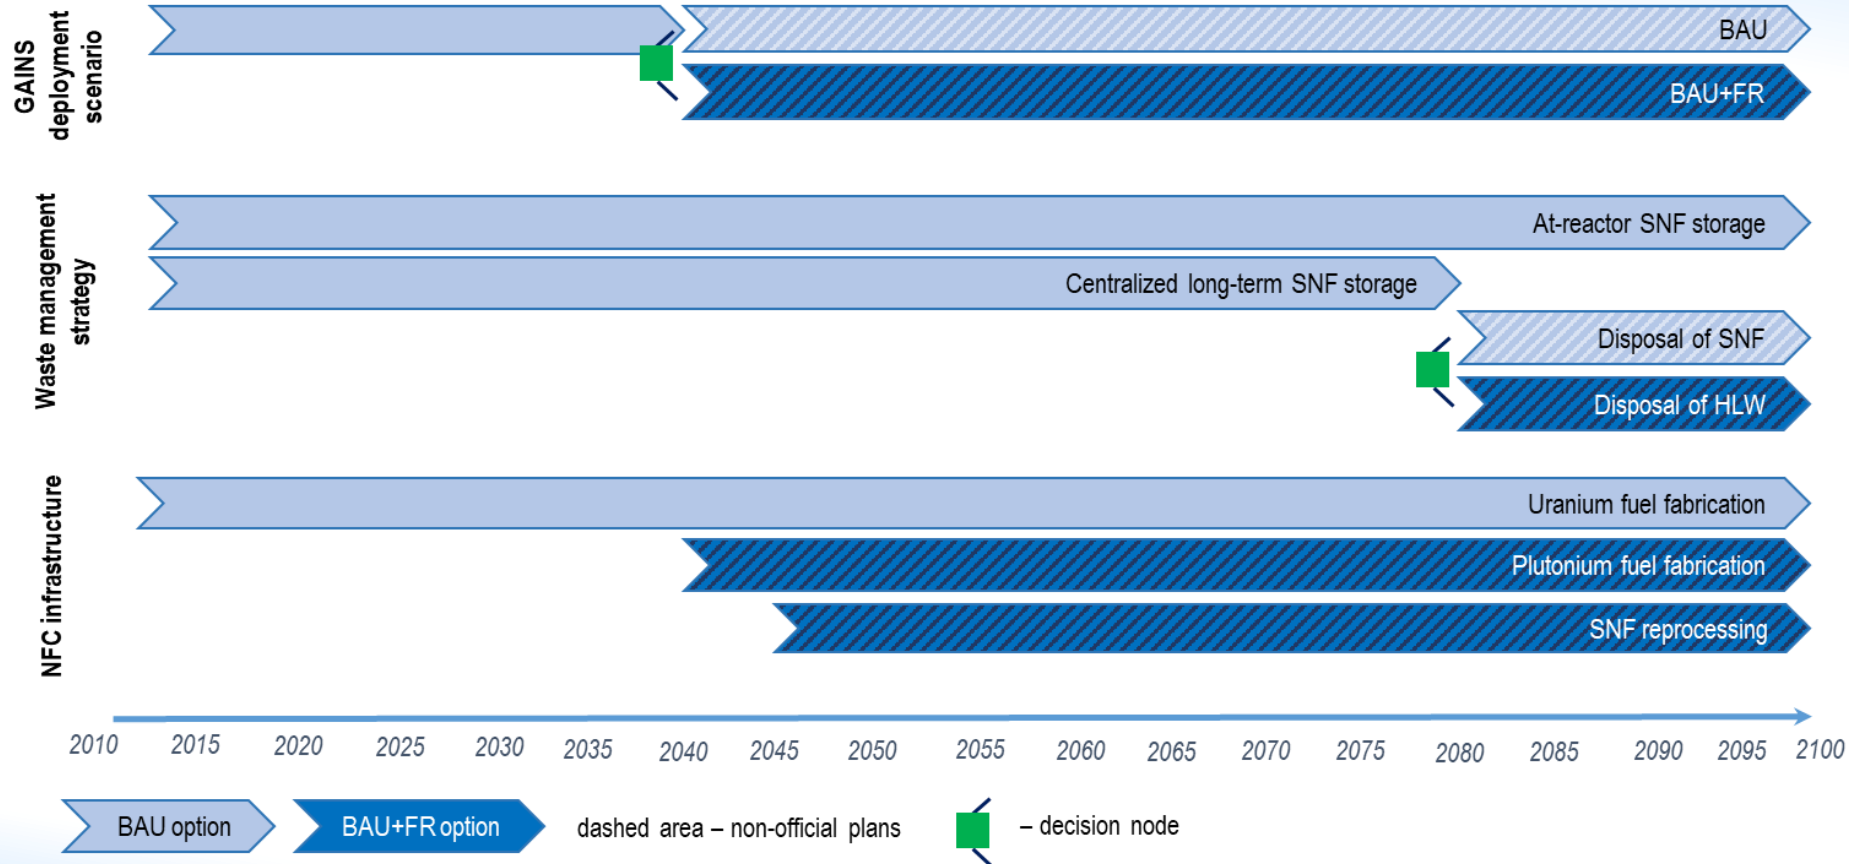 GAINS
deployment
scenario
BAU
BAU+FR
Waste management
strategy
At-reactor SNF storage
Centralized long-term SNF storage
Disposal of SNF
Disposal of HLW
NFC infrastructure
Uranium fuel fabrication
Plutonium fuel fabrication
SNF reprocessing
2010 2015 2020 2025 2030 2035 2040 2045 2050 2055 2060 2065 2070 2075 2080 2085 2090 2095 2100
BAU option
BAU+FR option
dashed area – non-official plans
– decision node